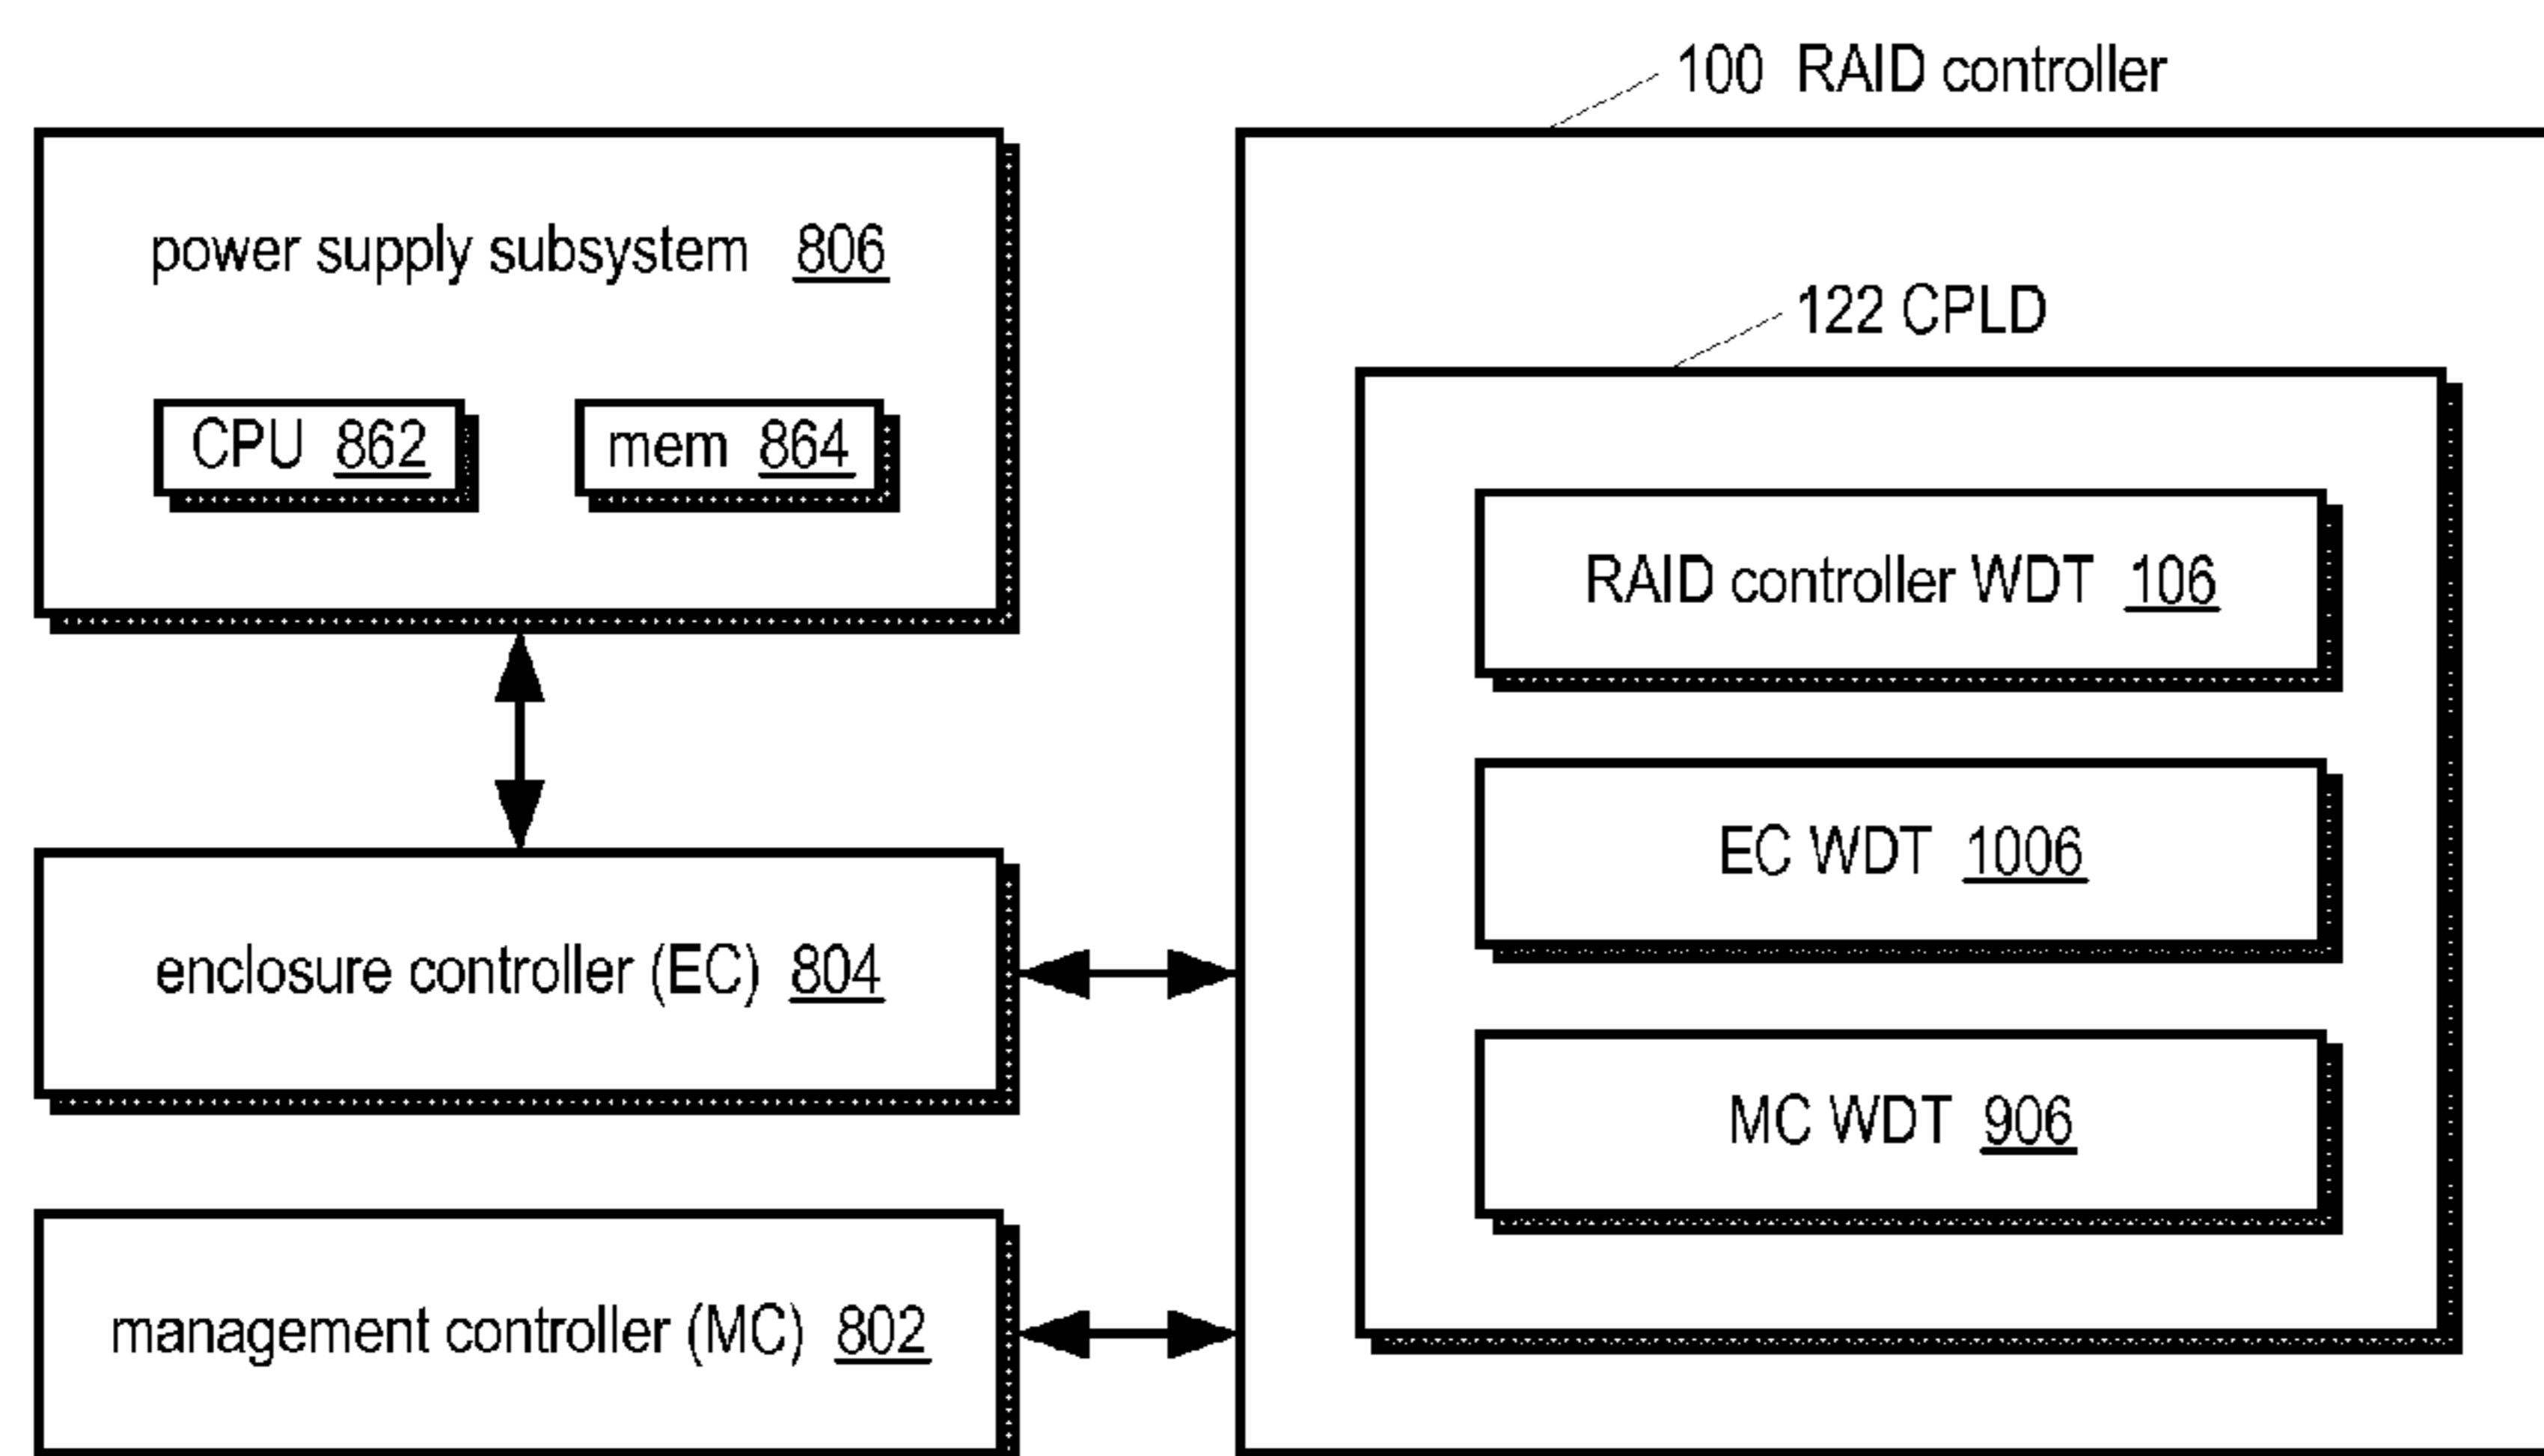 100 RAID controller
power supply subsystem 806
122 CPLD
CPU 862
mem 864
RAID controller WDT 106
EC WDT 1006
enclosure controller (EC) 804
MC WDT 906
management controller (MC) 802